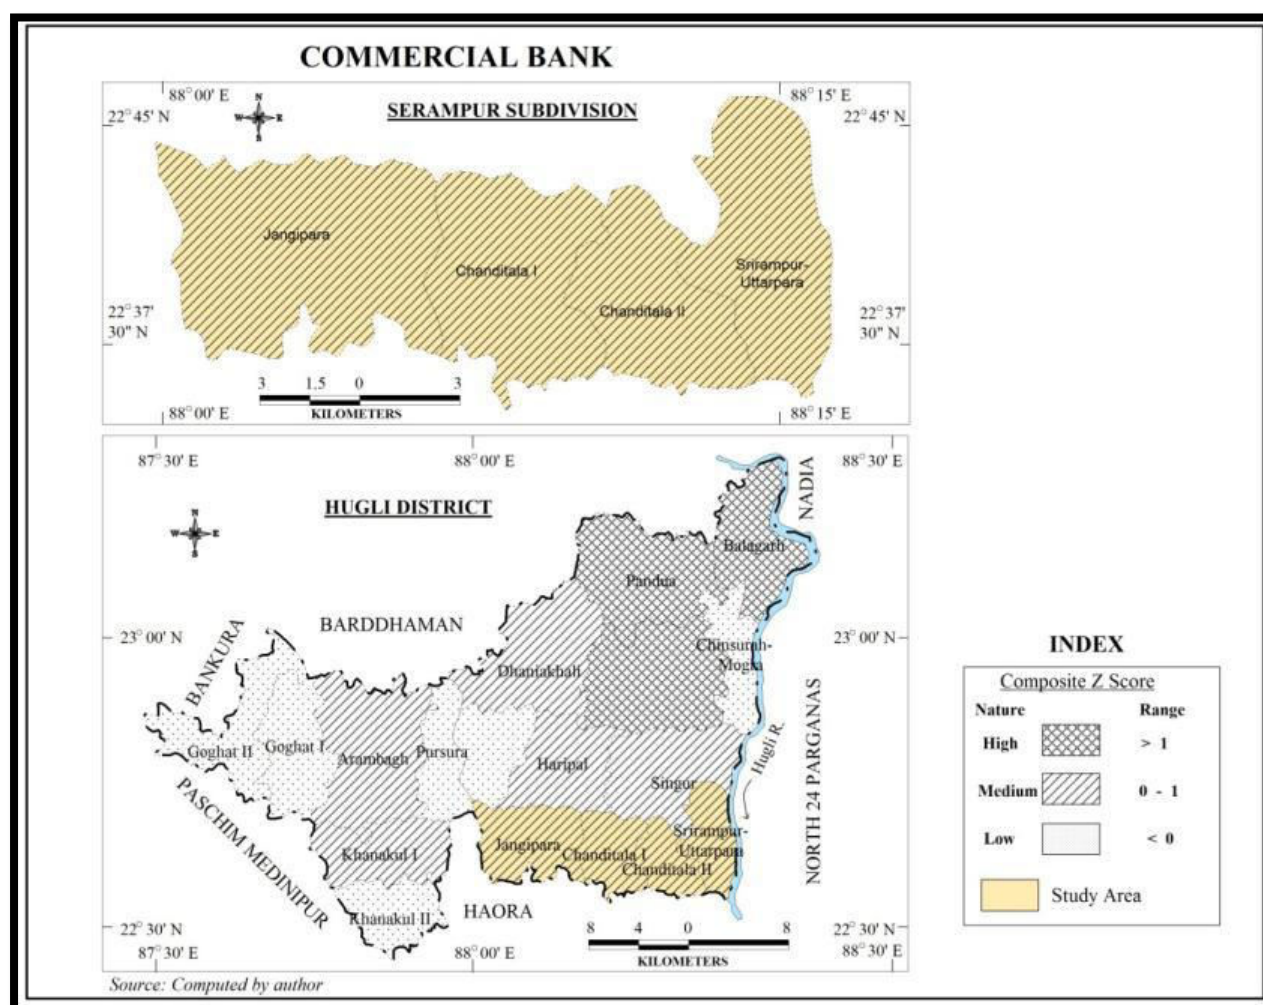 COMMERCIAL BANK
88° 00' E
N
W E
S
SERAMPUR SUBDIVISION
88° 15' E
22° 45' N
22° 45' N
Jangipara
Chanditala I
Srirampur-
Uttarpara
Chanditala II
22° 37'
30" N
22° 37'
30" N
3 1.5 0 3
KILOMETERS
88° 00' E
88° 15' E
87° 30' E
88° 00' E
88° 30' E
NADIA
HUGLI DISTRICT
N
W E
S
Balagarh
Pandua
BARDDHAMAN
23° 00' N
23° 00' N
BANKURA
Chinsurah-
Mogra
Dhaniakhali
Goghat II
Goghat I
Arambagh
Pursura
Haripal
Singur
Hugli R.
NORTH 24 PARGANAS
PASCHIM MEDINIPUR
Khanakul I
Jangipara
Chanditala I
Srirampur-
Uttarpara
Chanditala II
Khanakul II
HAORA
22° 30' N
22° 30' N
87° 30' E
88° 00' E
88° 30' E
8 4 0 8
KILOMETERS
INDEX
Composite Z Score
Nature Range
High > 1
Medium 0 - 1
Low < 0
Study Area
Source: Computed by author